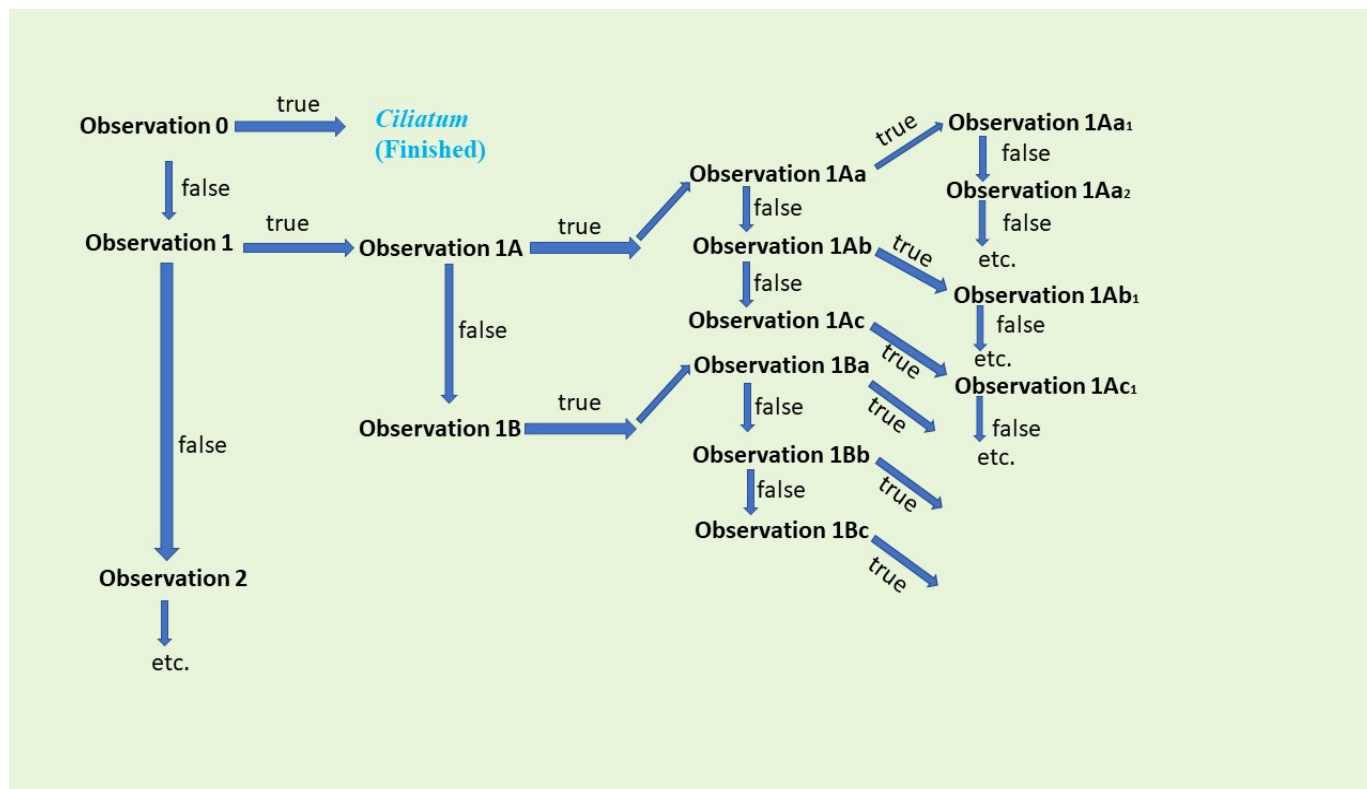 Observation 0
true
Ciliatum
(Finished)
false
Observation 1
true
Observation 1A
true
Observation 1Aa
true
Observation 1Aa1
false
Observation 1Aa2
false
etc.
false
Observation 1Ab
true
Observation 1Ab1
false
etc.
false
Observation 1Ac
true
Observation 1Ac1
false
etc.
false
Observation 1B
true
Observation 1Ba
true
false
Observation 1Bb
true
false
Observation 1Bc
true
false
Observation 2
etc.